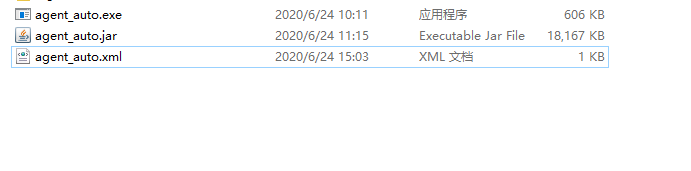 agent_auto.exe 2020/6/24 10:11 应用程序 606 KB
agent_auto.jar 2020/6/24 11:15 Executable Jar File 18,167 KB
agent_auto.xml 2020/6/24 15:03 XML 文档 1 KB